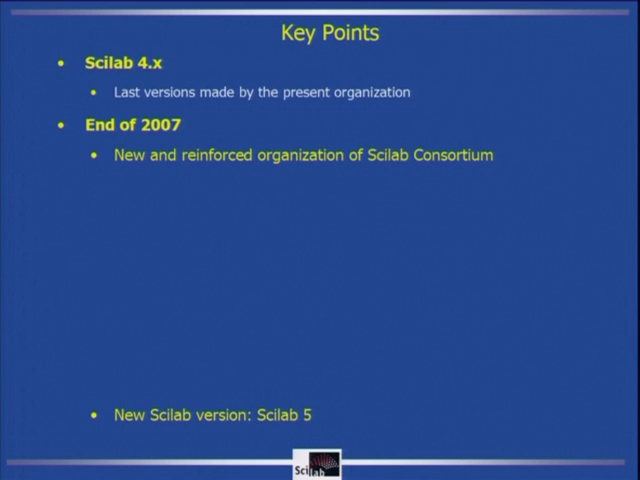 Key Points
• Scilab 4.x
• Last versions made by the present organization
• End of 2007
• New and reinforced organization of Scilab Consortium
• New Scilab version: Scilab 5
Scilab